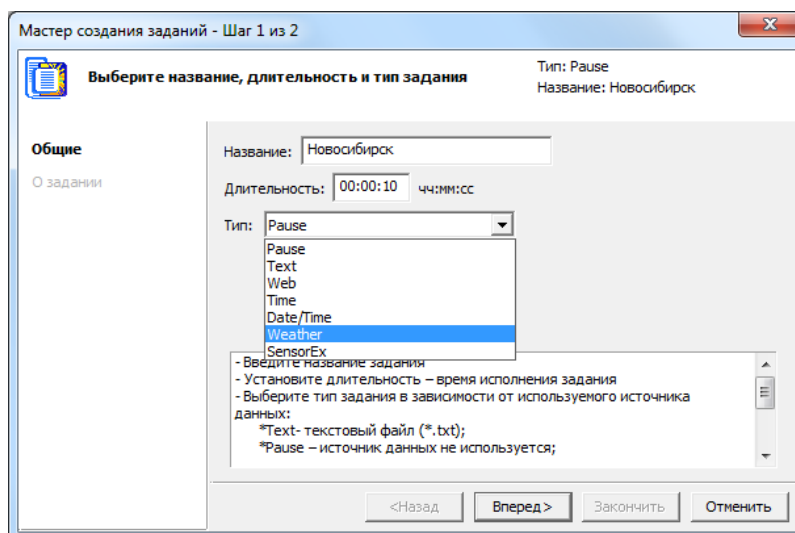 Мастер создания заданий - Шаг 1 из 2
Выберите название, длительность и тип задания
Тип: Pause
Название: Новосибирск
Общие
О задании
Название: Новосибирск
Длительность: 00:00:10 чч:мм:сс
Тип: Pause
Pause
Text
Web
Time
Date/Time
Weather
SensorEx
- Введите название задания
- Установите длительность – время исполнения задания
- Выберите тип задания в зависимости от используемого источника
данных:
*Text- текстовый файл (*.txt);
*Pause – источник данных не используется;
<Назад Вперед> Закончить Отменить